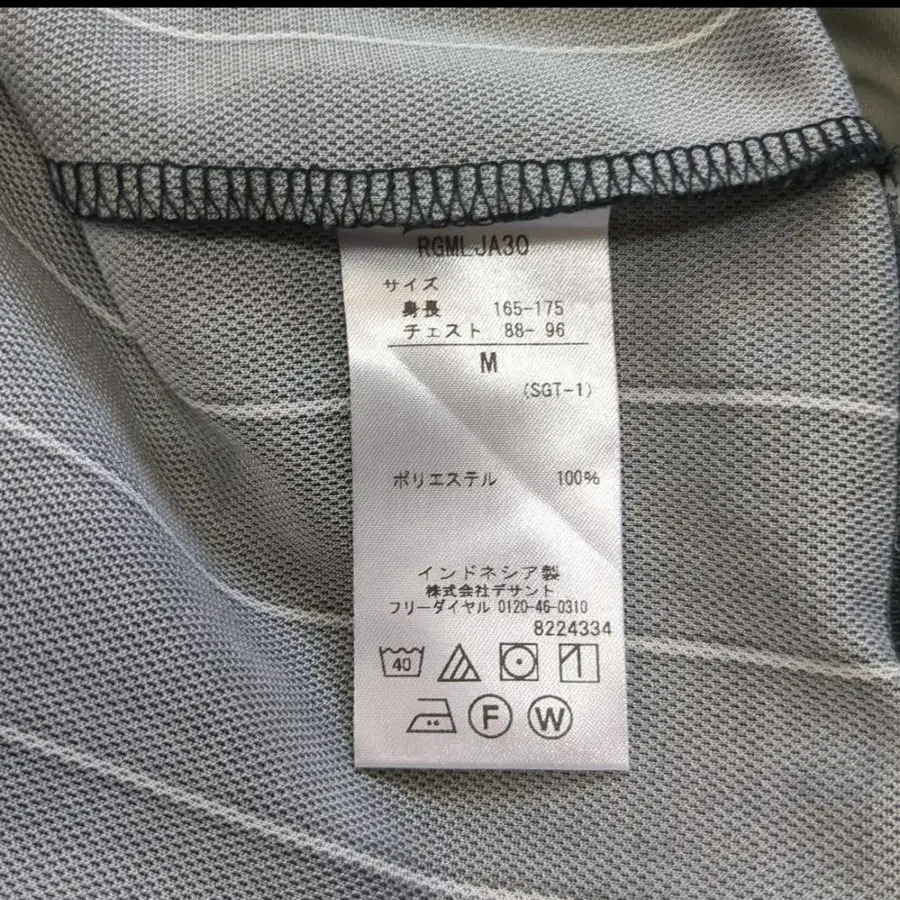 RGMLJA30
サイズ
身長 165-175
チェスト 88- 96
M
(SGT-1)
ポリエステル 100%
インドネシア製
株式会社デサント
フリーダイヤル 0120-46-0310
8224334
40
F W